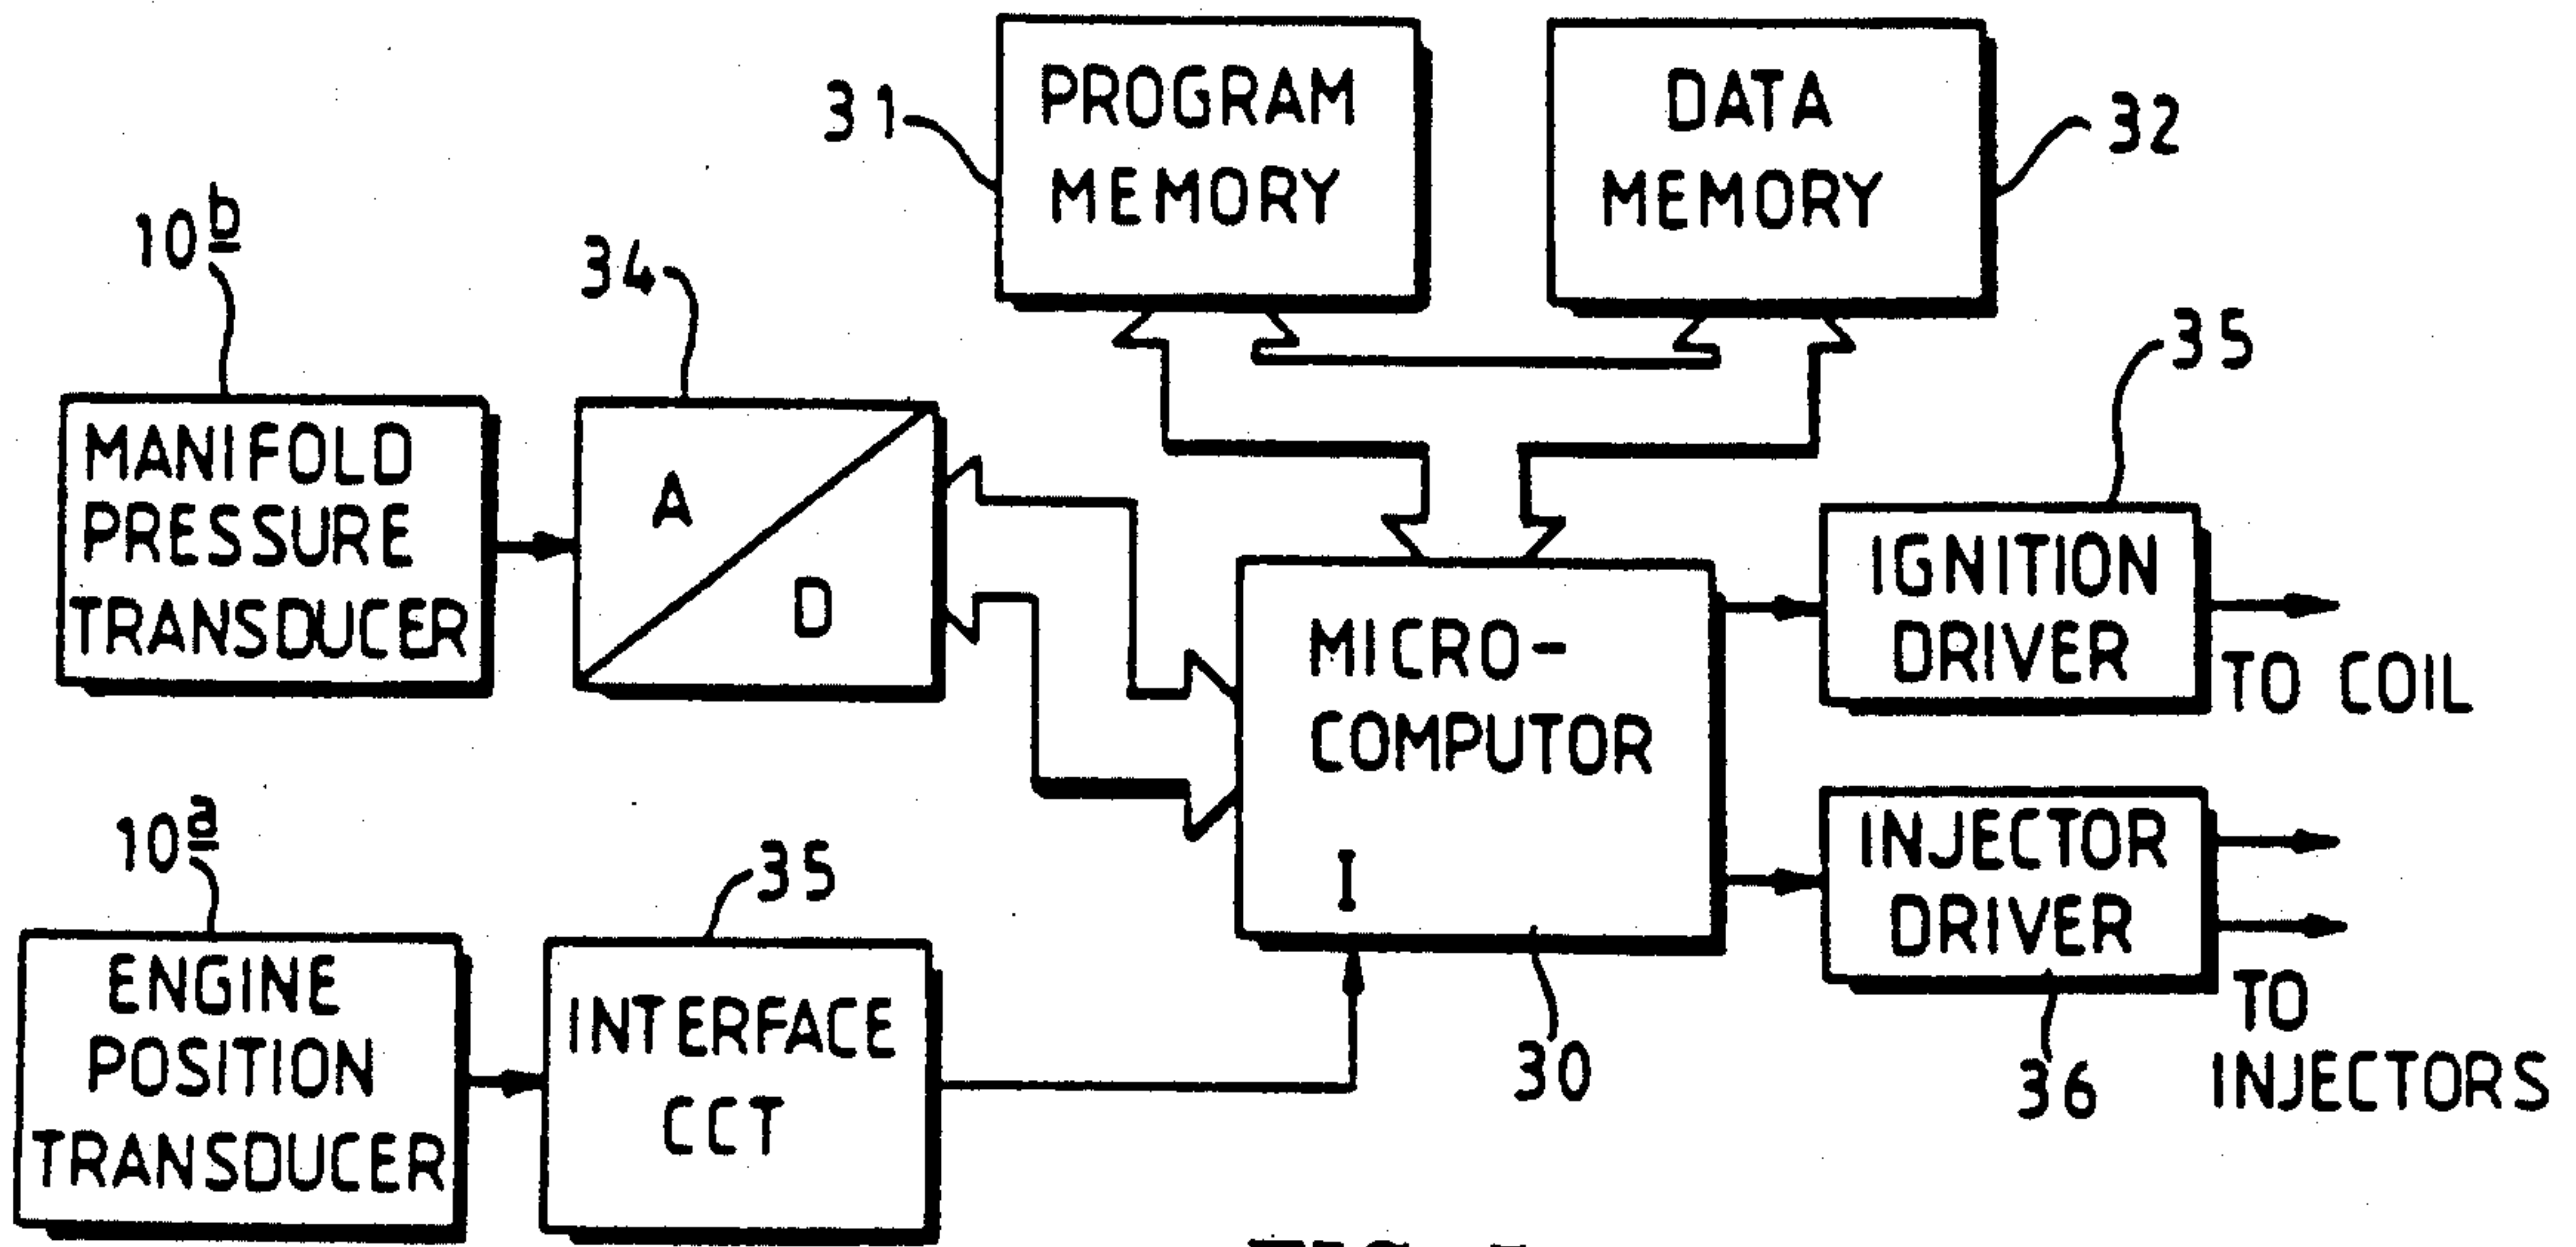 31
PROGRAM
MEMORY
DATA
MEMORY
32
10b
34
35
MANIFOLD
PRESSURE
TRANSDUCER
A
D
MICRO-
COMPUTOR
I
IGNITION
DRIVER
TO COIL
10a
35
30
INJECTOR
DRIVER
36
TO
INJECTORS
ENGINE
POSITION
TRANSDUCER
INTERFACE
CCT